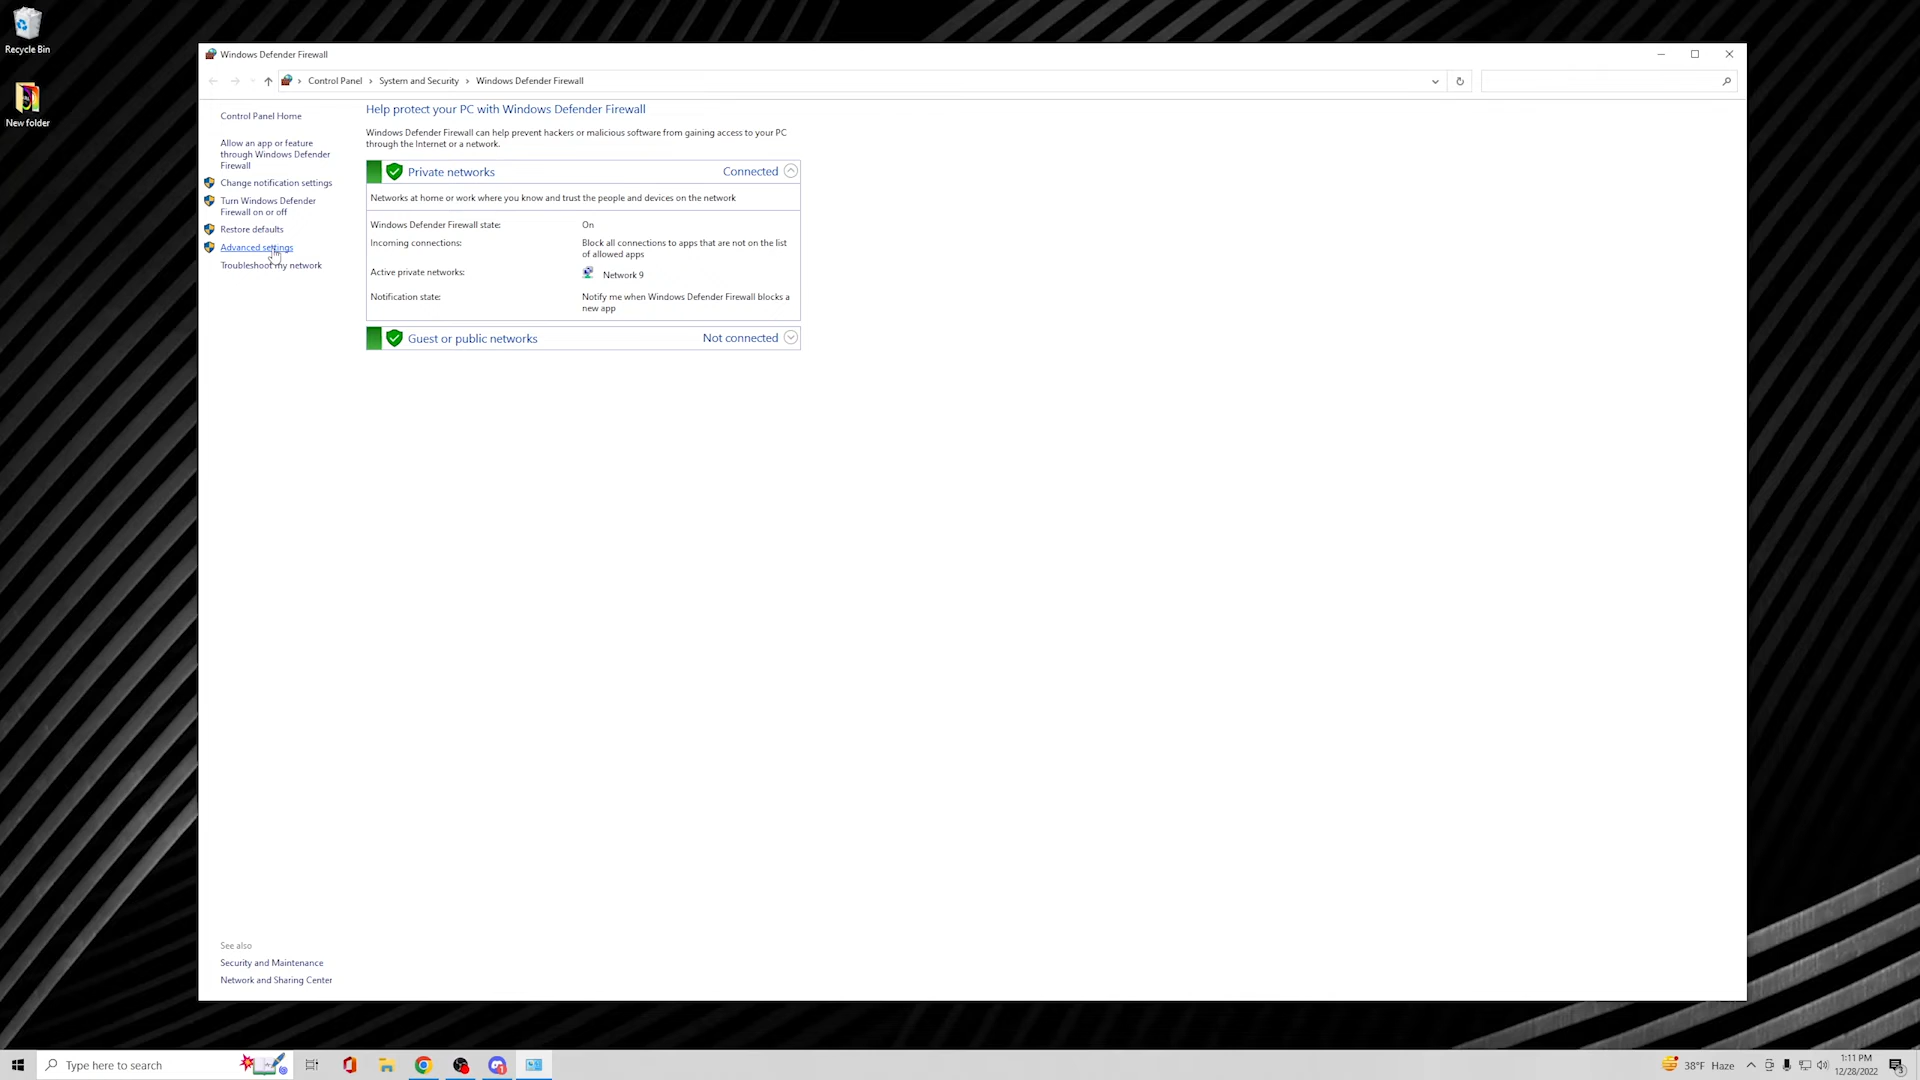 Recycle Bin
New folder
Windows Defender Firewall
Control Panel › System and Security › Windows Defender Firewall
Control Panel Home
Allow an app or feature
through Windows Defender
Firewall
Change notification settings
Turn Windows Defender
Firewall on or off
Restore defaults
Advanced settings
Troubleshoot my network
Help protect your PC with Windows Defender Firewall
Windows Defender Firewall can help prevent hackers or malicious software from gaining access to your PC
through the Internet or a network.
Private networks Connected
Networks at home or work where you know and trust the people and devices on the network
Windows Defender Firewall state: On
Incoming connections: Block all connections to apps that are not on the list
of allowed apps
Active private networks: Network 9
Notification state: Notify me when Windows Defender Firewall blocks a
new app
Guest or public networks Not connected
See also
Security and Maintenance
Network and Sharing Center
Type here to search
38°F Haze
1:11 PM
12/28/2022
3